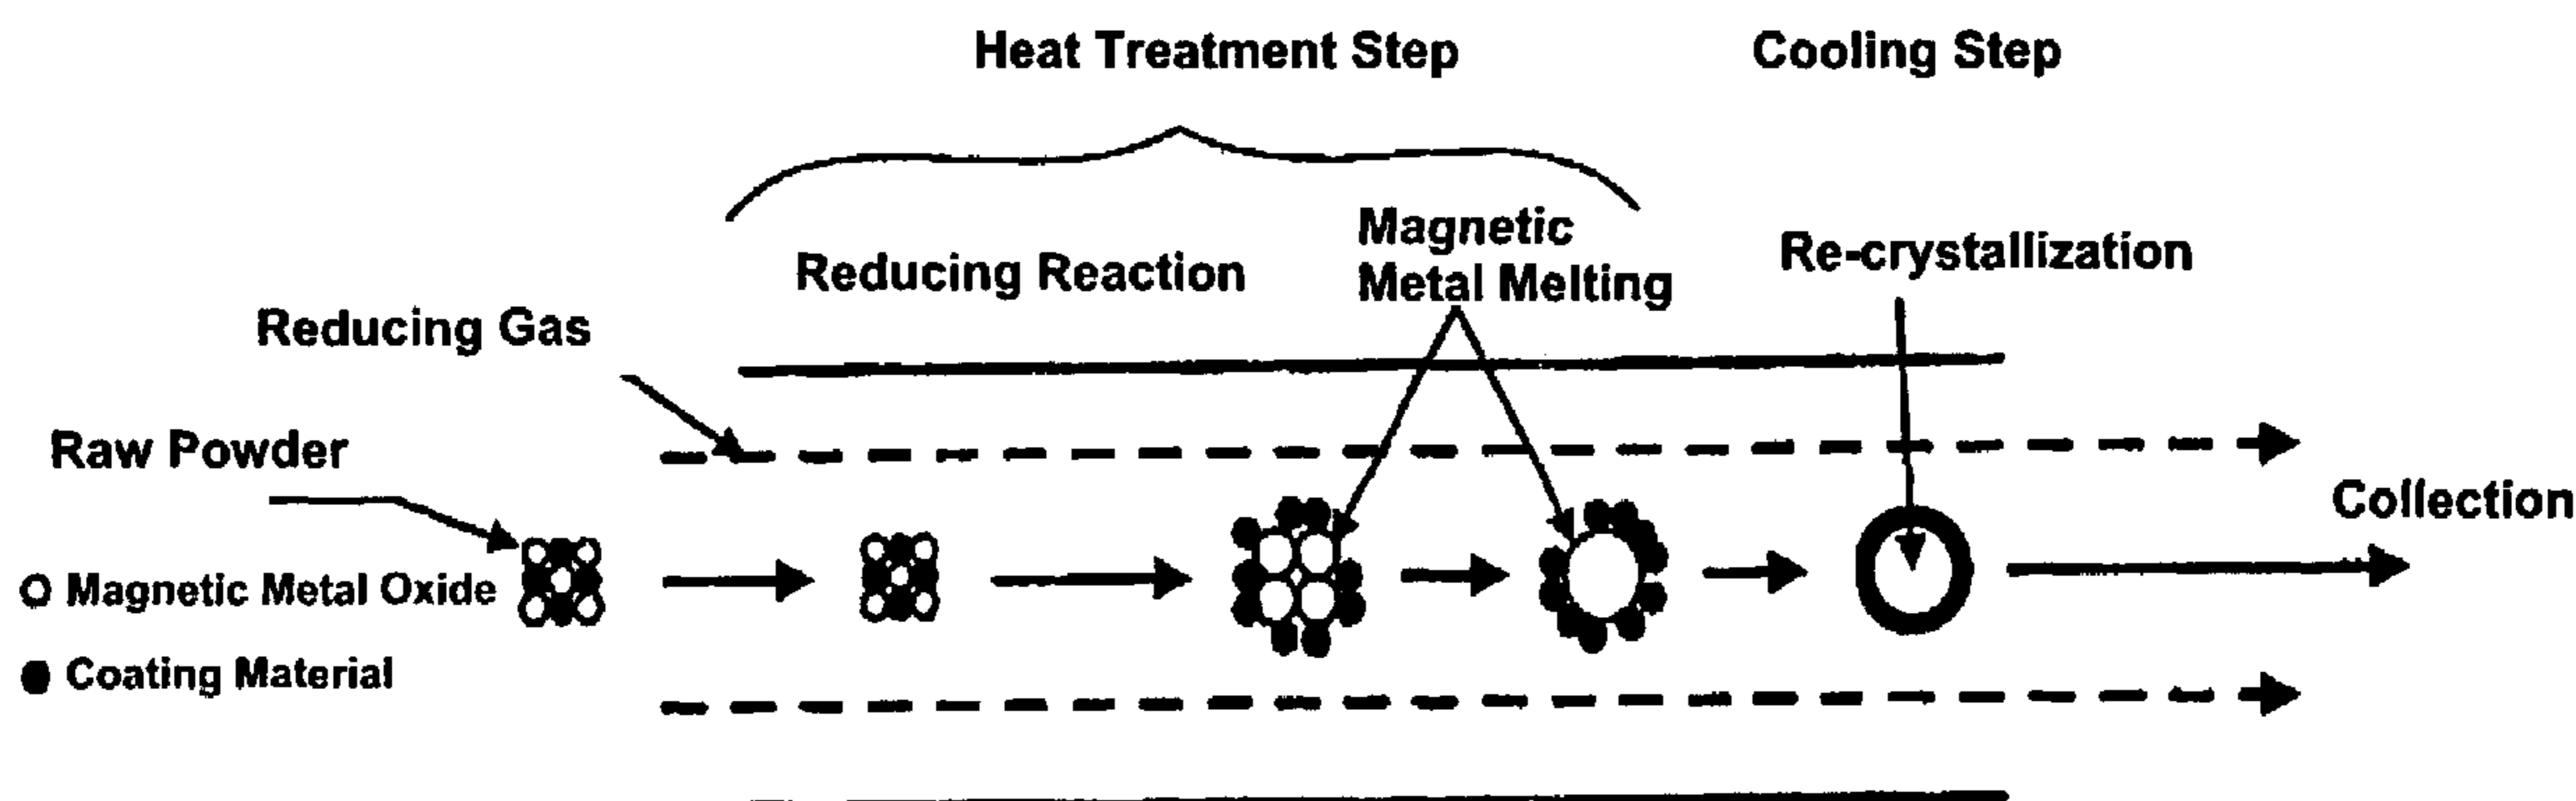 Heat Treatment Step
Cooling Step
Magnetic
Metal Melting
Re-crystallization
Reducing Reaction
Reducing Gas
Raw Powder
Collection
Magnetic Metal Oxide
Coating Material